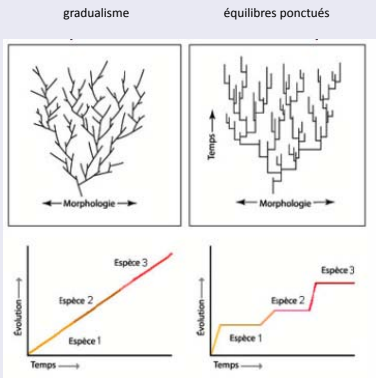 gradualisme
équilibres ponctués
Morphologie
Temps
Morphologie
Évolution
Espèce 1
Espèce 2
Espèce 3
Temps
Évolution
Espèce 1
Espèce 2
Espèce 3
Temps